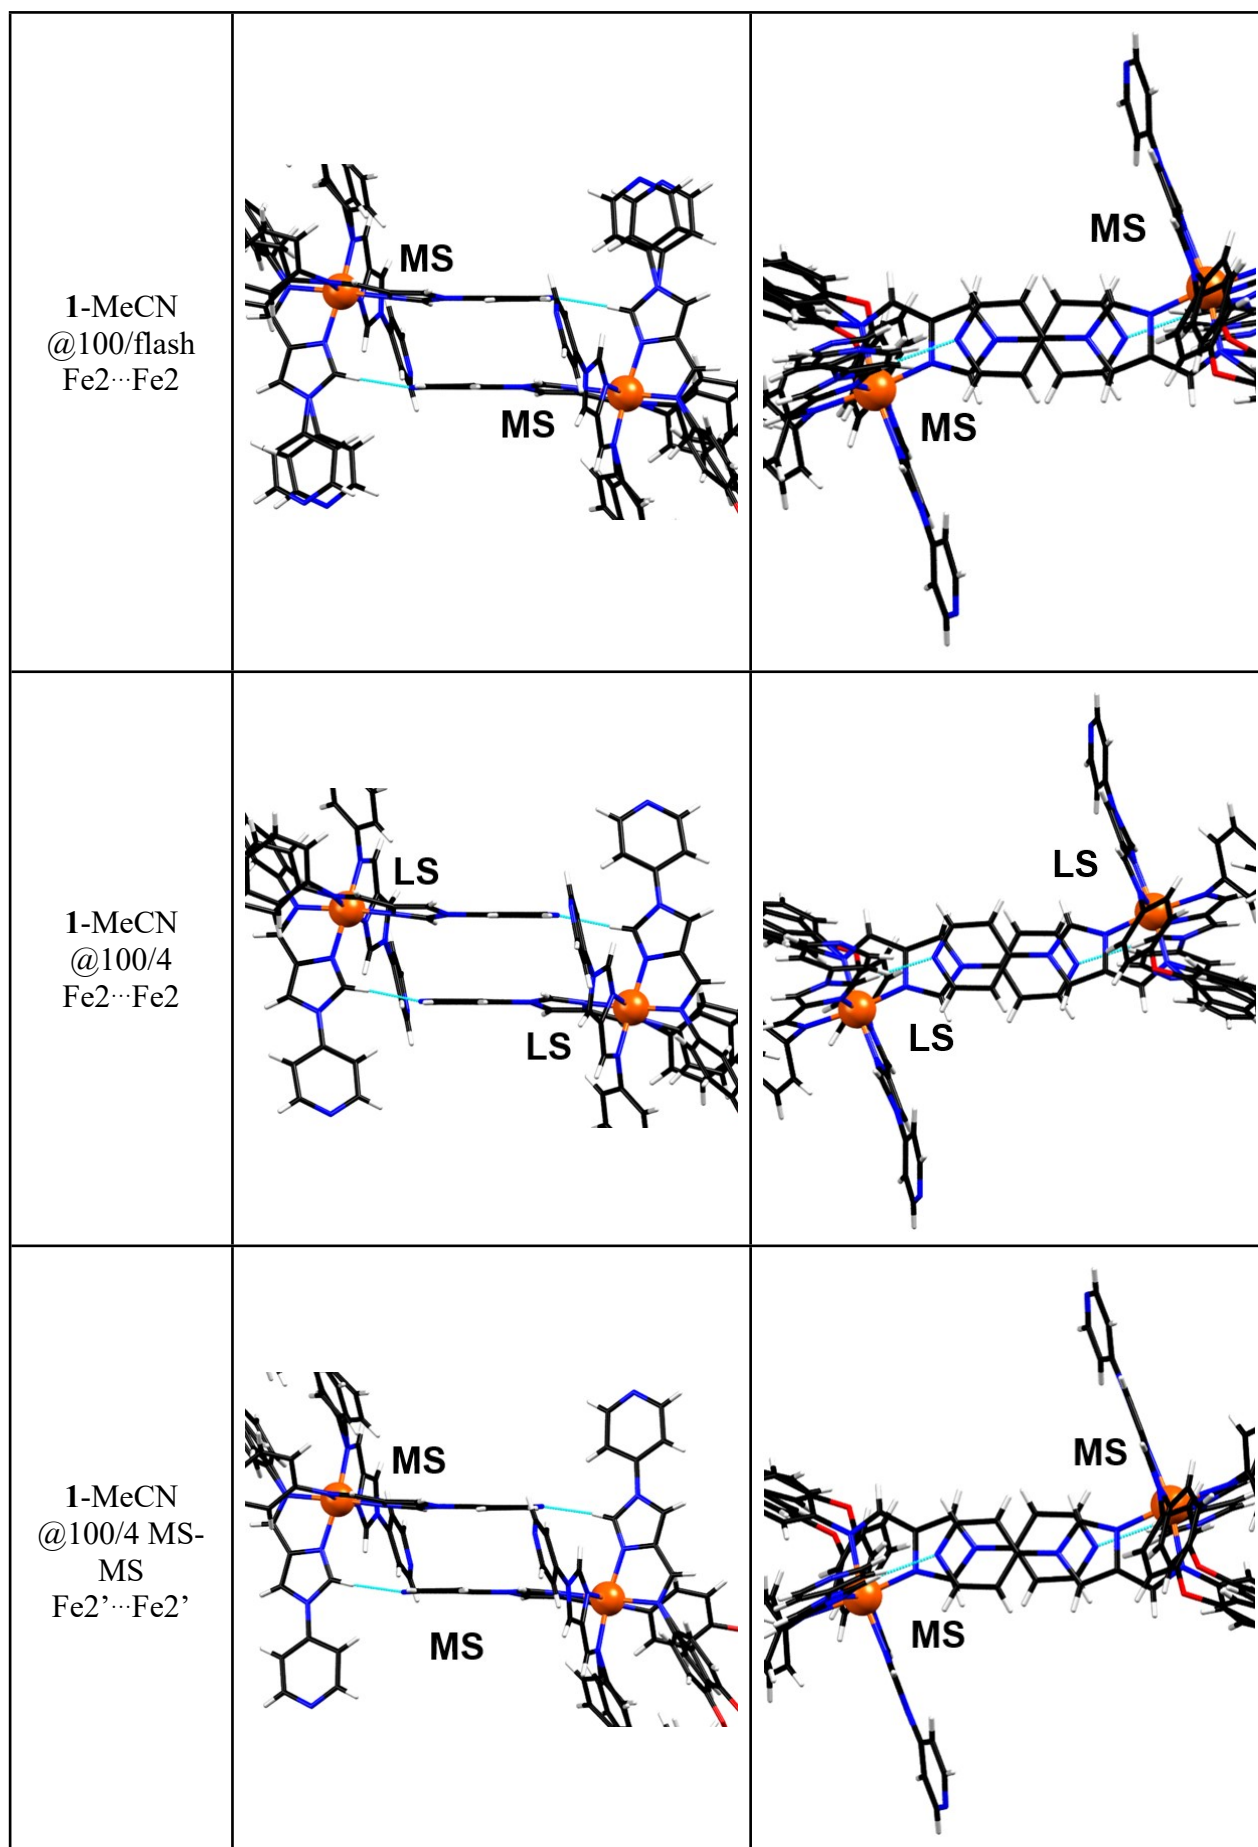 1-MeCN
@100/flash
Fe2···Fe2
MS
MS
MS
MS
1-MeCN
@100/4
Fe2···Fe2
LS
LS
LS
LS
1-MeCN
@100/4 MS-
MS
Fe2’···Fe2’
MS
MS
MS
MS